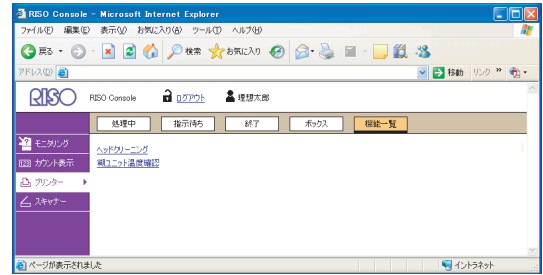 RISO Console - Microsoft Internet Explorer
ファイル(F) 編集(E) 表示(V) お気に入り(A) ツール(T) ヘルプ(H)
戻る 検索 お気に入り
アドレス(D) 移動 リンク »
RISO RISO Console ログアウト 理想太郎
処理中 指示待ち 終了 ボックス 機能一覧
モニタリング
カウント表示
プリンター
スキャナー
ヘッドクリーニング
糊ユニット温度確認
ページが表示されました イントラネット